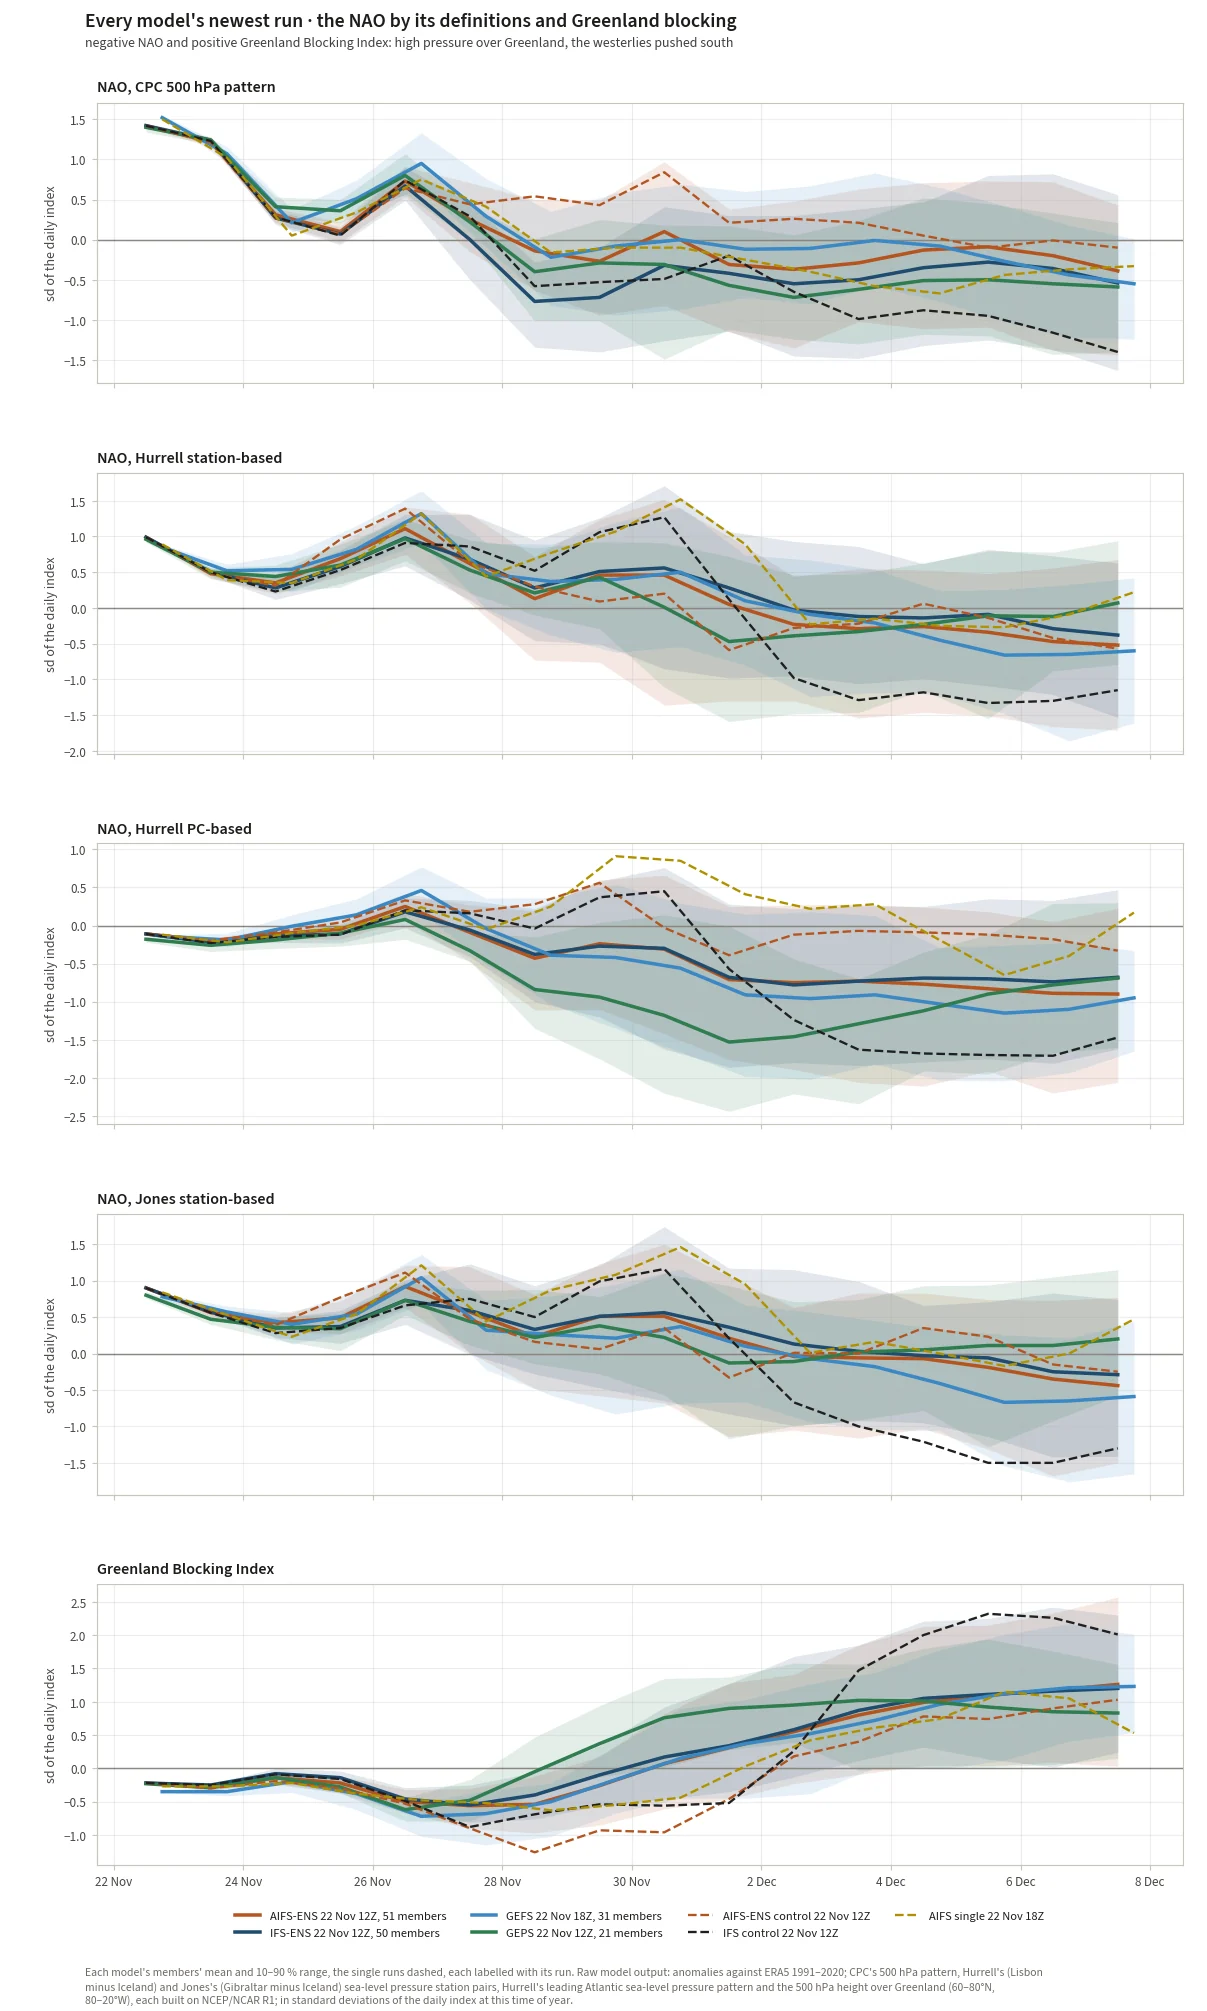 Every model's newest run · the NAO by its definitions and Greenland blocking
negative NAO and positive Greenland Blocking Index: high pressure over Greenland, the westerlies pushed south
NAO, CPC 500 hPa pattern
1.5
1.0
0.5
0.0
−0.5
−1.0
−1.5
sd of the daily index
NAO, Hurrell station-based
1.5
1.0
0.5
0.0
−0.5
−1.0
−1.5
−2.0
sd of the daily index
NAO, Hurrell PC-based
1.0
0.5
0.0
−0.5
−1.0
−1.5
−2.0
−2.5
sd of the daily index
NAO, Jones station-based
1.5
1.0
0.5
0.0
−0.5
−1.0
−1.5
sd of the daily index
Greenland Blocking Index
2.5
2.0
1.5
1.0
0.5
0.0
−0.5
−1.0
sd of the daily index
22 Nov 24 Nov 26 Nov 28 Nov 30 Nov 2 Dec 4 Dec 6 Dec 8 Dec
AIFS-ENS 22 Nov 12Z, 51 members GEFS 22 Nov 18Z, 31 members AIFS-ENS control 22 Nov 12Z AIFS single 22 Nov 18Z
IFS-ENS 22 Nov 12Z, 50 members GEPS 22 Nov 12Z, 21 members IFS control 22 Nov 12Z
Each model's members' mean and 10–90 % range, the single runs dashed, each labelled with its run. Raw model output: anomalies against ERA5 1991–2020; CPC's 500 hPa pattern, Hurrell's (Lisbon
minus Iceland) and Jones's (Gibraltar minus Iceland) sea-level pressure station pairs, Hurrell's leading Atlantic sea-level pressure pattern and the 500 hPa height over Greenland (60–80°N,
80–20°W), each built on NCEP/NCAR R1; in standard deviations of the daily index at this time of year.